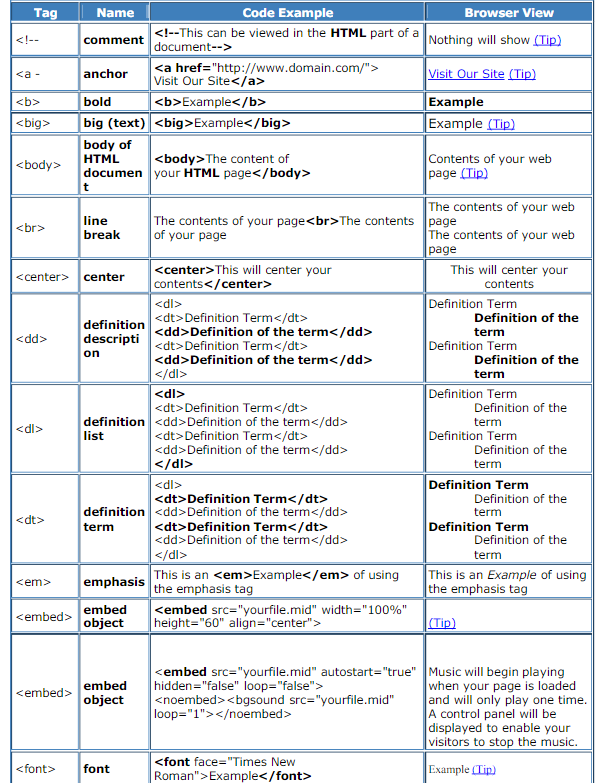 Tag Name Code Example Browser View
<!-- comment <!--This can be viewed in the HTML part of a document--> Nothing will show (Tip)
<a - anchor <a href="http://www.domain.com/">
Visit Our Site</a> Visit Our Site (Tip)
<b> bold <b>Example</b> Example
<big> big (text) <big>Example</big> Example (Tip)
<body> body of
HTML
documen
t <body>The content of
your HTML page</body> Contents of your web
page (Tip)
<br> line
break The contents of your page<br>The contents
of your page The contents of your web
page
The contents of your web
page
<center> center <center>This will center your
contents</center> This will center your
contents
<dd> definition
descripti
on <dl>
<dt>Definition Term</dt>
<dd>Definition of the term</dd>
<dt>Definition Term</dt>
<dd>Definition of the term</dd>
</dl> Definition Term
Definition of the
term
Definition Term
Definition of the
term
<dl> definition
list <dl>
<dt>Definition Term</dt>
<dd>Definition of the term</dd>
<dt>Definition Term</dt>
<dd>Definition of the term</dd>
</dl> Definition Term
Definition of the
term
Definition Term
Definition of the
term
<dt> definition
term <dl>
<dt>Definition Term</dt>
<dd>Definition of the term</dd>
<dt>Definition Term</dt>
<dd>Definition of the term</dd>
</dl> Definition Term
Definition of the
term
Definition Term
Definition of the
term
<em> emphasis This is an <em>Example</em> of using
the emphasis tag This is an Example of using
the emphasis tag
<embed> embed
object <embed src="yourfile.mid" width="100%"
height="60" align="center"> (Tip)
<embed> embed
object <embed src="yourfile.mid" autostart="true"
hidden="false" loop="false">
<noembed><bgsound src="yourfile.mid"
loop="1"></noembed> Music will begin playing
when your page is loaded
and will only play one time.
A control panel will be
displayed to enable your
visitors to stop the music.
<font> font <font face="Times New
Roman">Example</font> Example (Tip)